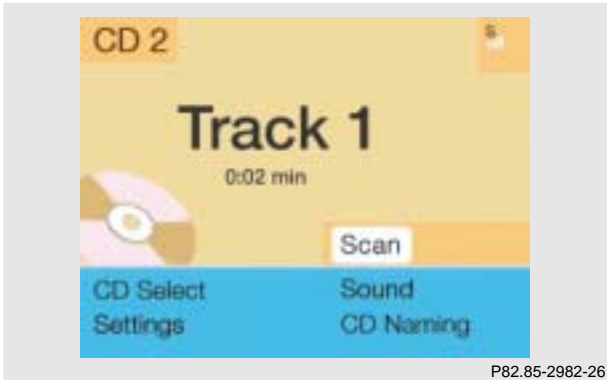 CD 2
Track 1
0:02 min
Scan
CD Select
Sound
Settings
CD Naming
P82.85-2982-26